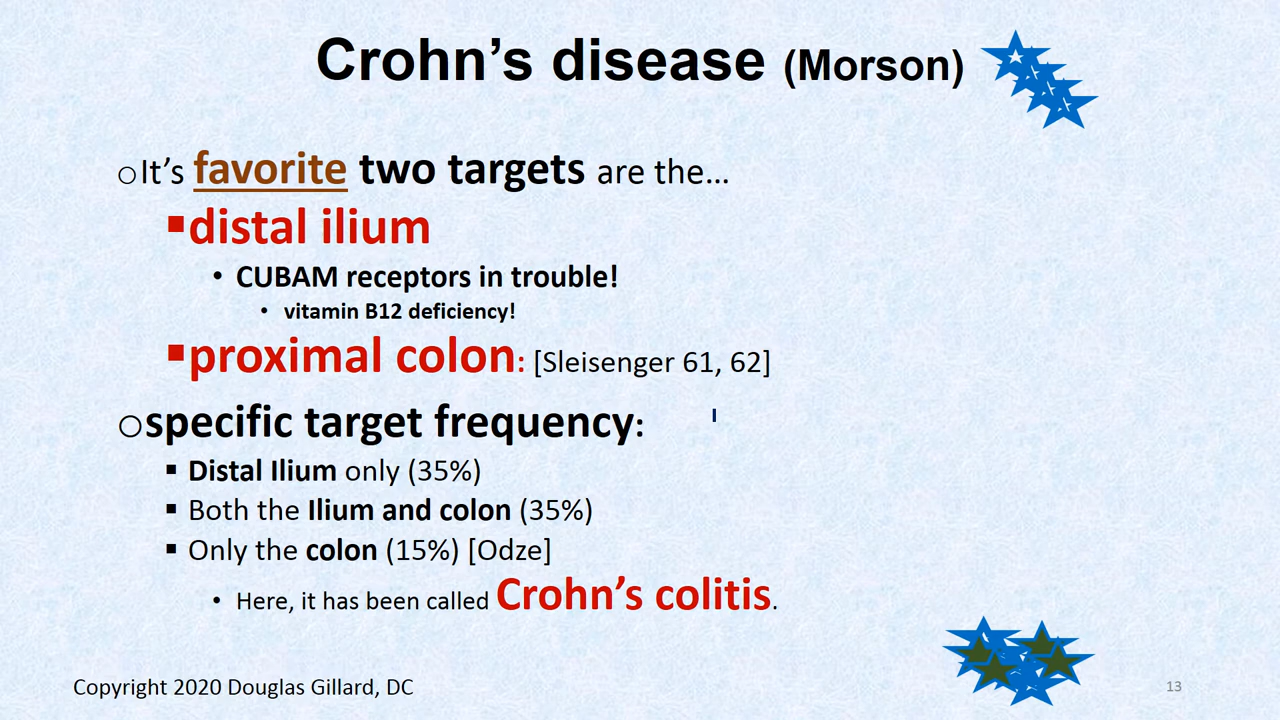 Crohn’s disease (Morson)
oIt’s favorite two targets are the…
▪distal ilium
• CUBAM receptors in trouble!
• vitamin B12 deficiency!
▪proximal colon: [Sleisenger 61, 62]
ospecific target frequency:
▪ Distal Ilium only (35%)
▪ Both the Ilium and colon (35%)
▪ Only the colon (15%) [Odze]
• Here, it has been called Crohn’s colitis.
Copyright 2020 Douglas Gillard, DC
13